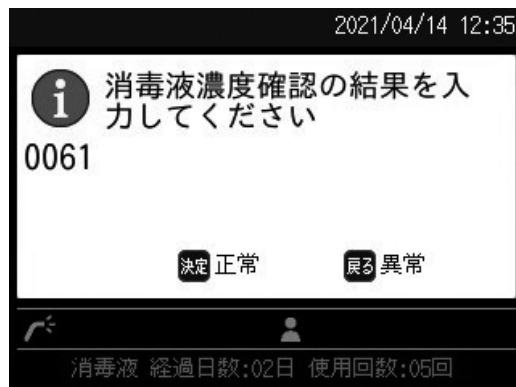 2021/04/14 12:35
消毒液濃度確認の結果を入
力してください
0061
決定 正常 戻る 異常
消毒液 経過日数:02日 使用回数:05回